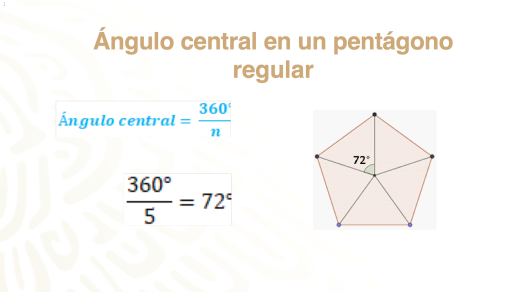 Ángulo central en un pentágono
regular
Ángulo central = 360° / n
360° / 5 = 72°
72°